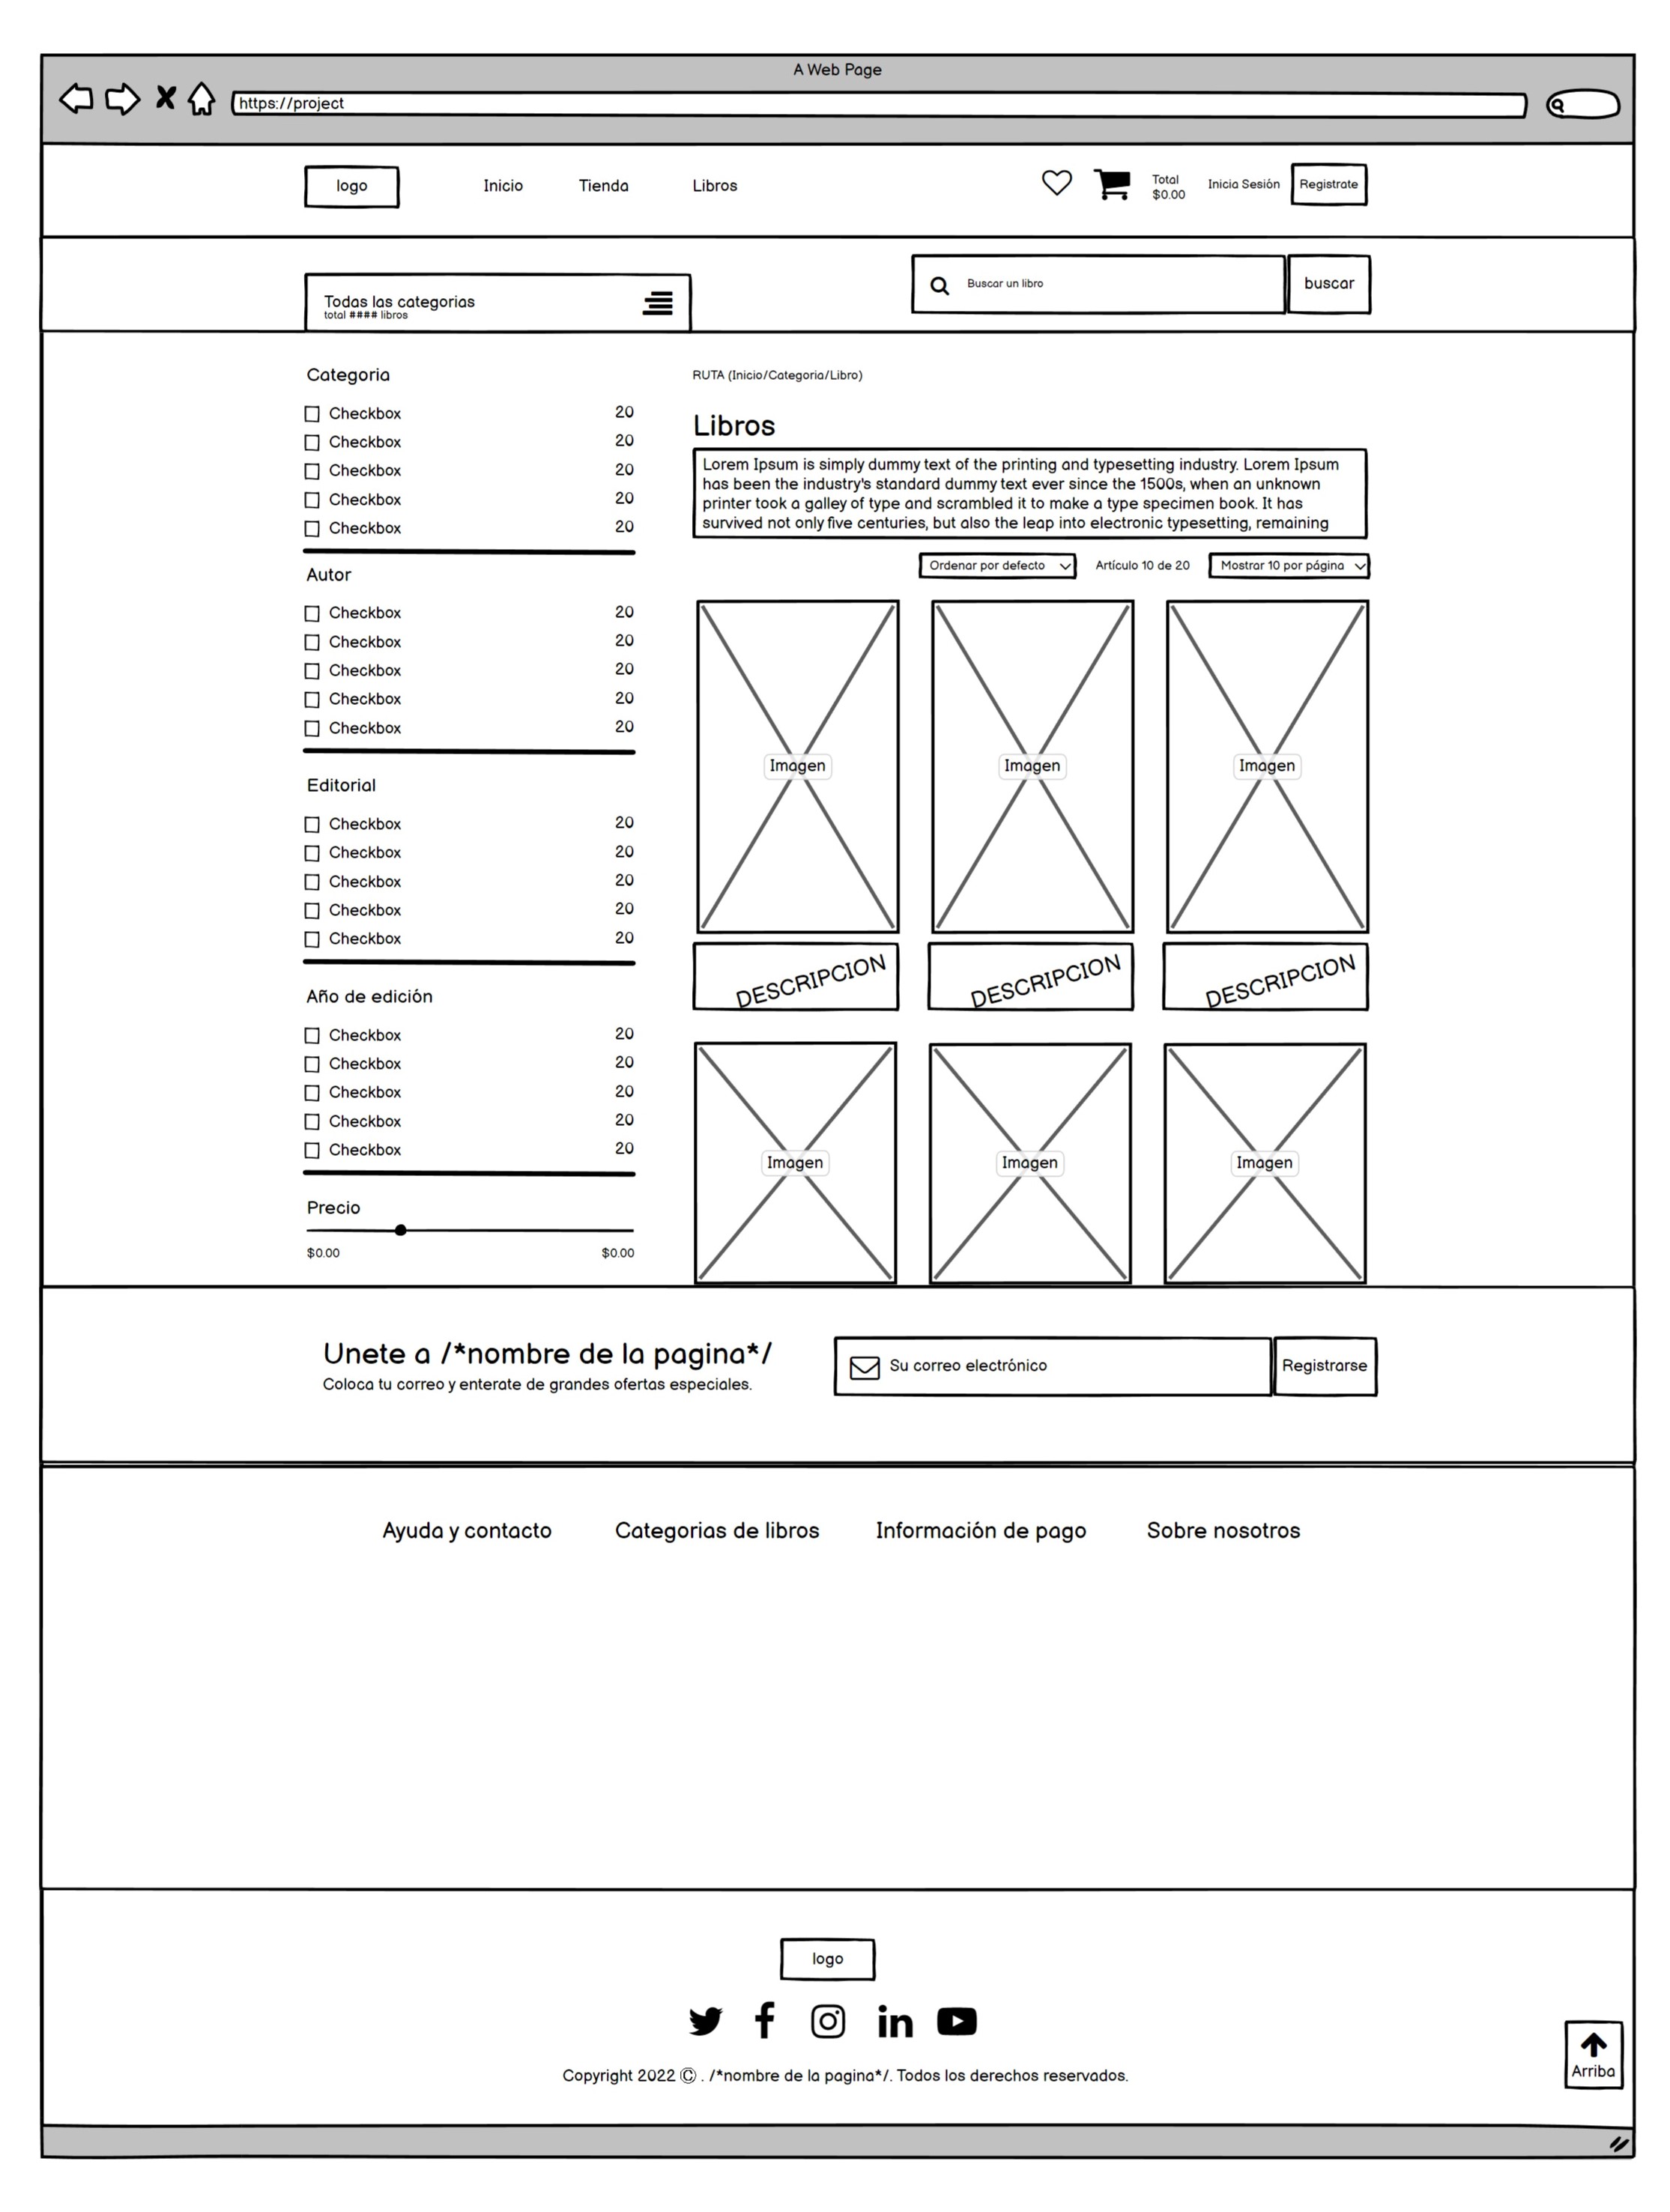 A Web Page
https://project
logo
Inicio
Tienda
Libros
Total
$0.00
Inicia Sesión
Registrate
Todas las categorias
total #### libros
Buscar un libro
buscar
Categoria
Checkbox 20
Checkbox 20
Checkbox 20
Checkbox 20
Checkbox 20
Autor
Checkbox 20
Checkbox 20
Checkbox 20
Checkbox 20
Checkbox 20
Editorial
Checkbox 20
Checkbox 20
Checkbox 20
Checkbox 20
Checkbox 20
Año de edición
Checkbox 20
Checkbox 20
Checkbox 20
Checkbox 20
Checkbox 20
Precio
$0.00 $0.00
RUTA (Inicio/Categoria/Libro)
Libros
Lorem Ipsum is simply dummy text of the printing and typesetting industry. Lorem Ipsum
has been the industry's standard dummy text ever since the 1500s, when an unknown
printer took a galley of type and scrambled it to make a type specimen book. It has
survived not only five centuries, but also the leap into electronic typesetting, remaining
Ordenar por defecto
Artículo 10 de 20
Mostrar 10 por página
Imagen
Imagen
Imagen
DESCRIPCION
DESCRIPCION
DESCRIPCION
Imagen
Imagen
Imagen
Unete a /*nombre de la pagina*/
Coloca tu correo y enterate de grandes ofertas especiales.
Su correo electrónico
Registrarse
Ayuda y contacto
Categorias de libros
Información de pago
Sobre nosotros
logo
Copyright 2022 © . /*nombre de la pagina*/. Todos los derechos reservados.
Arriba